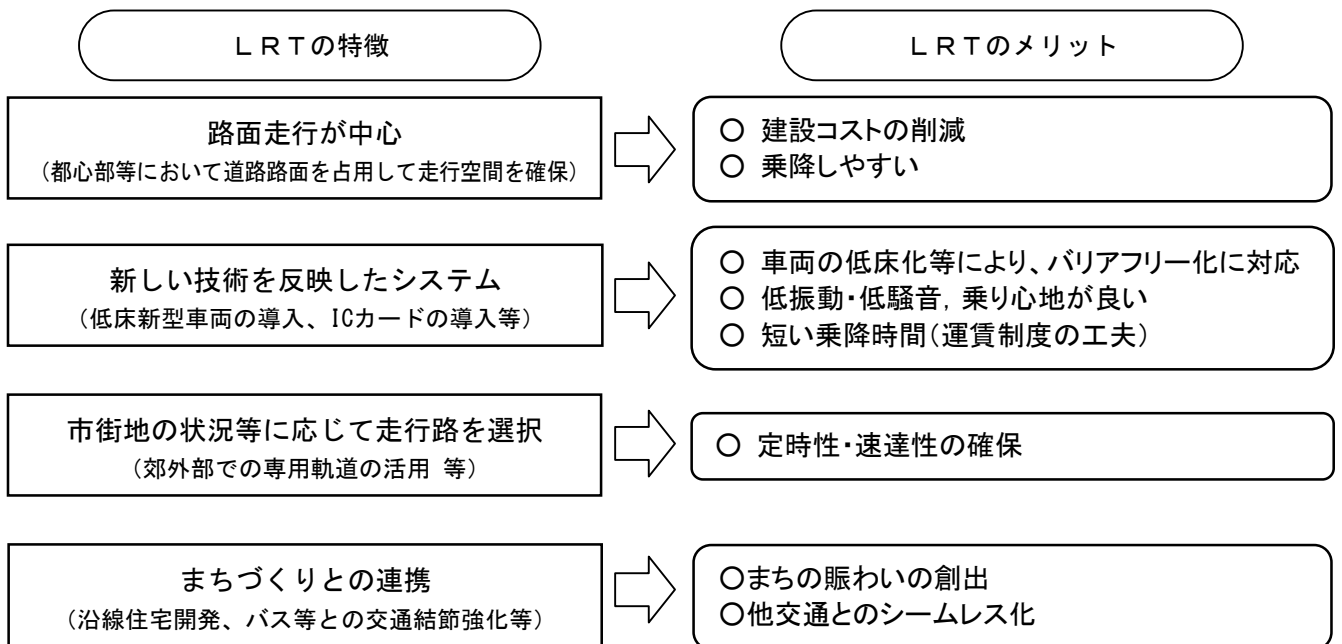 ＬＲＴの特徴
ＬＲＴのメリット
路面走行が中心
（都心部等において道路路面を占用して走行空間を確保）
○ 建設コストの削減
○ 乗降しやすい
新しい技術を反映したシステム
（低床新型車両の導入、ICカードの導入等）
○ 車両の低床化等により、バリアフリー化に対応
○ 低振動・低騒音，乗り心地が良い
○ 短い乗降時間（運賃制度の工夫）
市街地の状況等に応じて走行路を選択
（郊外部での専用軌道の活用 等）
○ 定時性・速達性の確保
まちづくりとの連携
（沿線住宅開発、バス等との交通結節強化等）
○まちの賑わいの創出
○他交通とのシームレス化